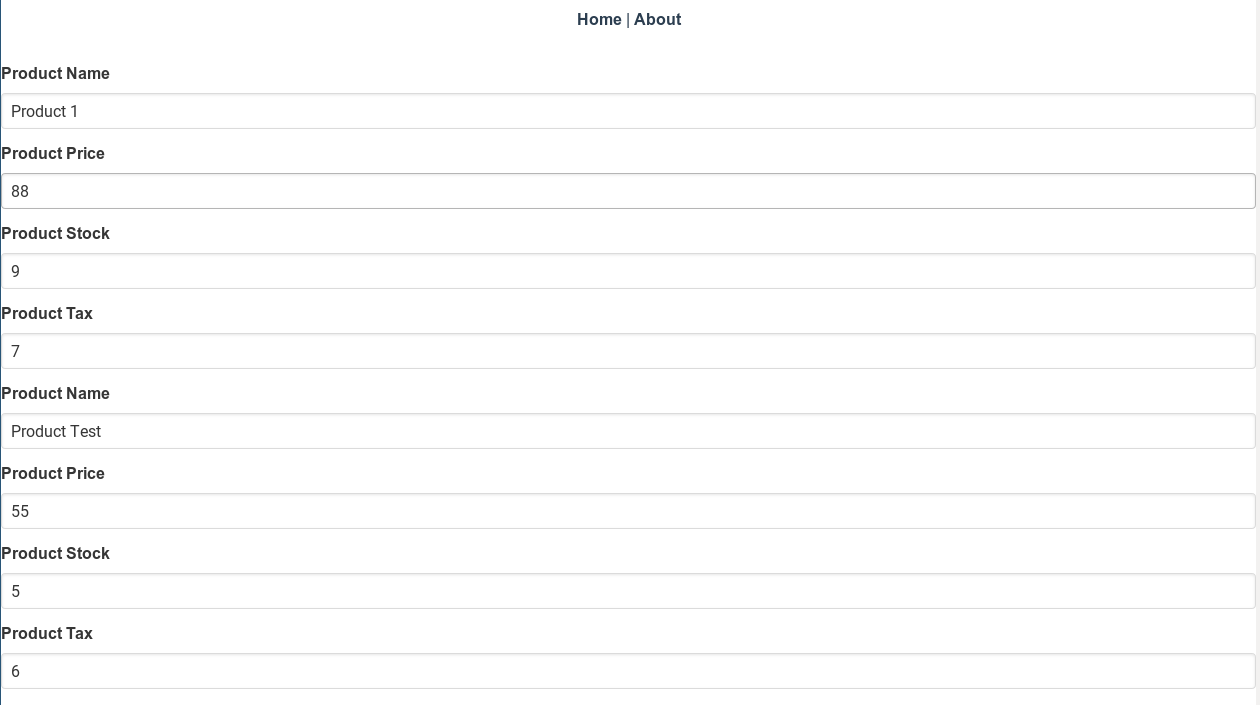 Home | About
Product Name
Product 1
Product Price
88
Product Stock
9
Product Tax
7
Product Name
Product Test
Product Price
55
Product Stock
5
Product Tax
6